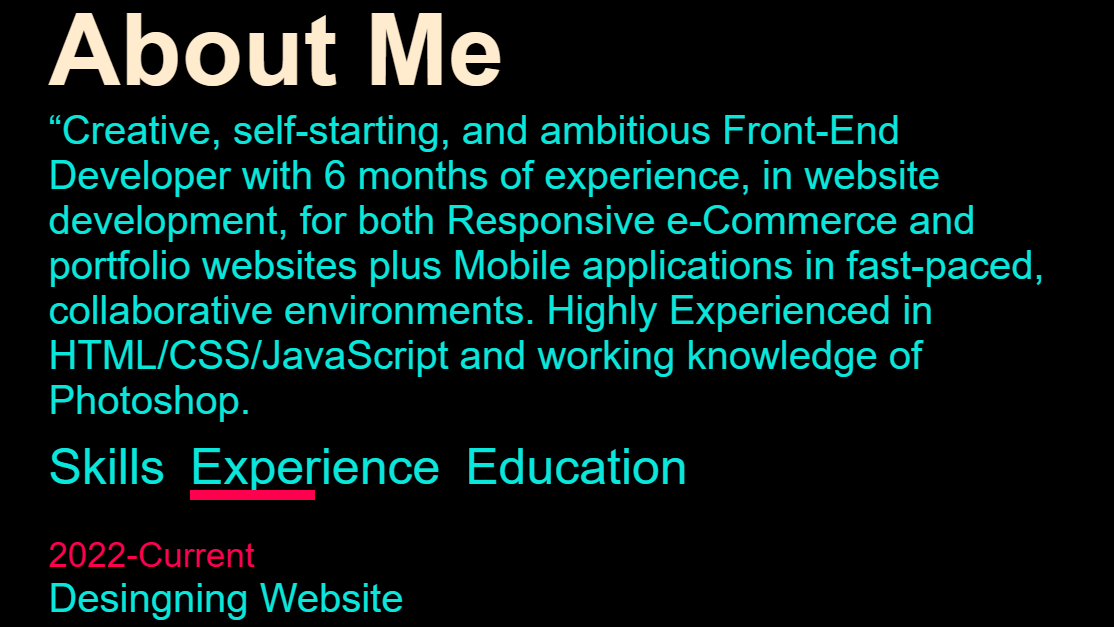 About Me
“Creative, self-starting, and ambitious Front-End
Developer with 6 months of experience, in website
development, for both Responsive e-Commerce and
portfolio websites plus Mobile applications in fast-paced,
collaborative environments. Highly Experienced in
HTML/CSS/JavaScript and working knowledge of
Photoshop.
Skills Experience Education
2022-Current
Desingning Website